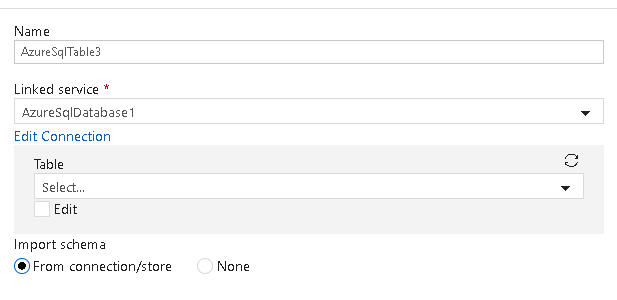 Name
AzureSqlTable3
Linked service *
AzureSqlDatabase1
Edit Connection
Table
Select...
Edit
Import schema
From connection/store None